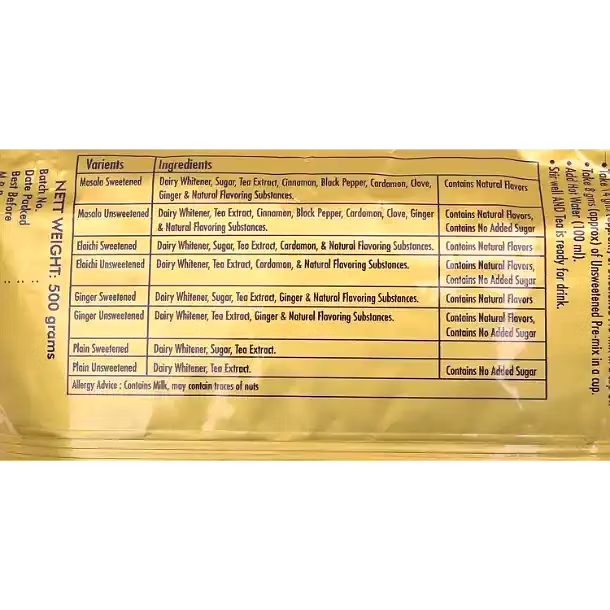 Varients Ingredients
Masala Sweetened Dairy Whitener, Sugar, Tea Extract, Cinnamon, Black Pepper, Cardamon, Clove, Contains Natural Flavors
Ginger & Natural Flavoring Substances.
Masala Unsweetened Dairy Whitener, Tea Extract, Cinnamon, Black Pepper, Cardamon, Clove, Ginger Contains Natural Flavors,
& Natural Flavoring Substances. Contains No Added Sugar
Elaichi Sweetened Dairy Whitener, Sugar, Tea Extract, Cardamon, & Natural Flavoring Substances. Contains Natural Flavors
Elaichi Unsweetened Dairy Whitener, Tea Extract, Cardamon, & Natural Flavoring Substances. Contains Natural Flavors,
Contains No Added Sugar
Ginger Sweetened Dairy Whitener, Sugar, Tea Extract, Ginger & Natural Flavoring Substances. Contains Natural Flavors
Ginger Unsweetened Dairy Whitener, Tea Extract, Ginger & Natural Flavoring Substances. Contains Natural Flavors,
Contains No Added Sugar
Plain Sweetened Dairy Whitener, Sugar, Tea Extract.
Plain Unsweetened Dairy Whitener, Tea Extract. Contains No Added Sugar
Allergy Advice : Contains Milk, may contain traces of nuts
NET WEIGHT: 500 grams
Batch No.
Date Packed
Best Before
• Take 8 gms (approx) of Unsweetened Pre-mix in a cup.
• Add Hot Water (100 ml).
• Stir well AND Tea is ready for drink.